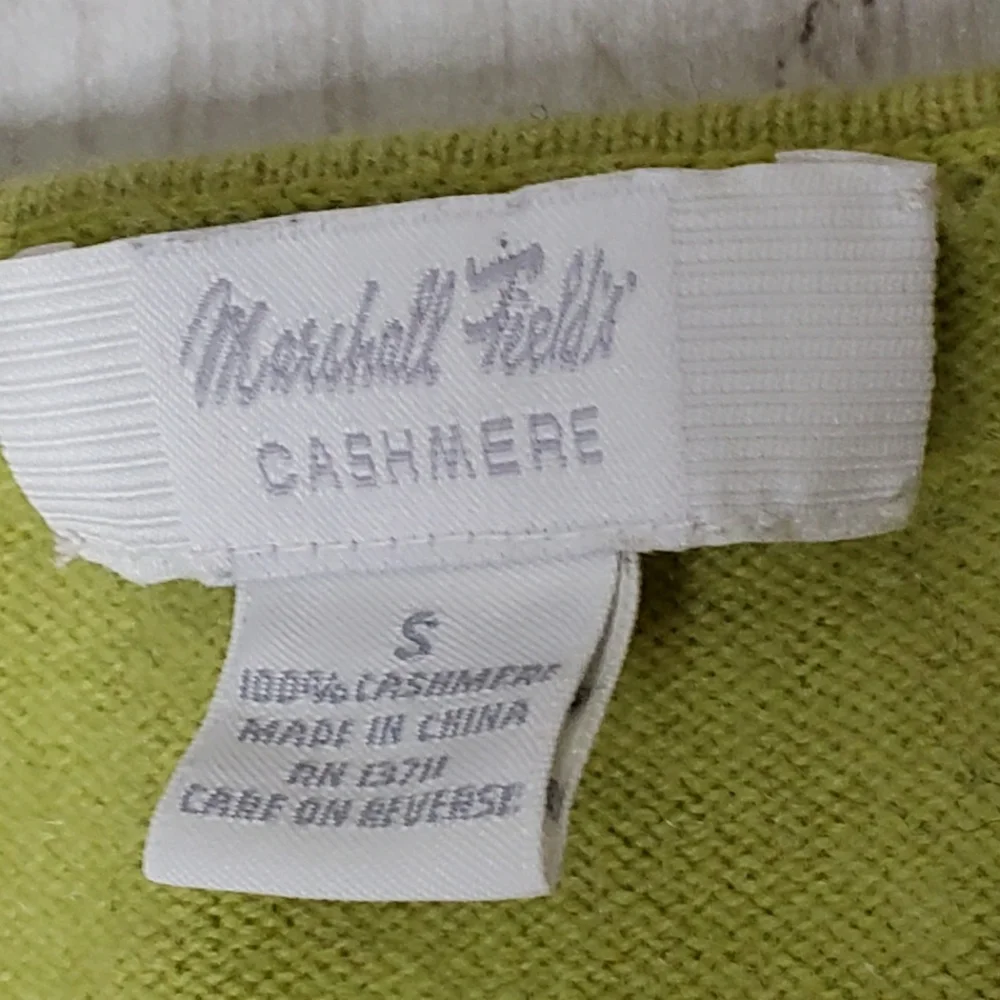 Marshall Field's
CASHMERE
S
100% CASHMERE
MADE IN CHINA
RN 13711
CARE ON REVERSE